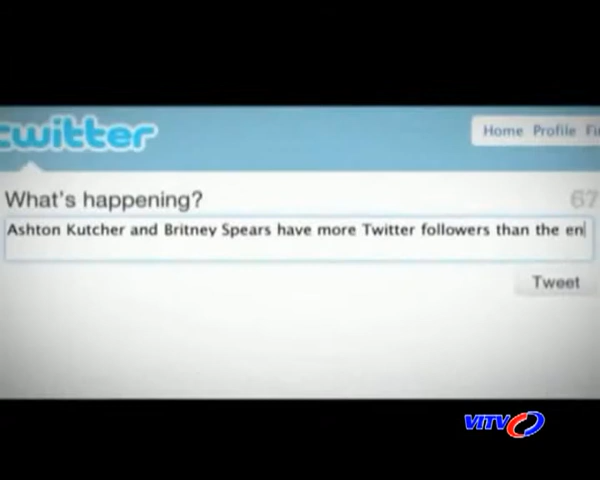 twitter
Home Profile Fi
What's happening?
67
Ashton Kutcher and Britney Spears have more Twitter followers than the en
Tweet
VITV